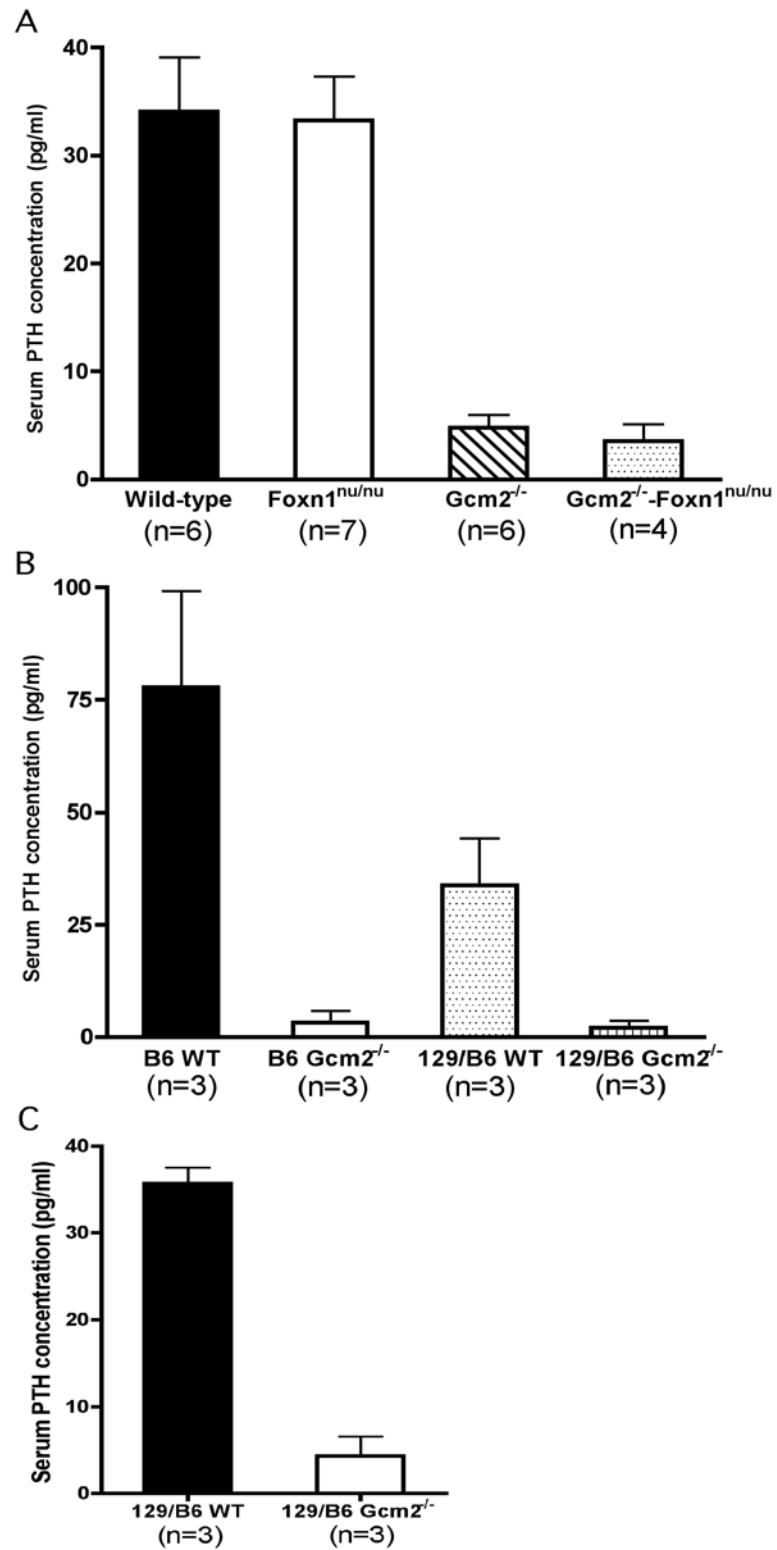 A
Serum PTH concentration (pg/ml)
40
30
20
10
0
Wild-type Foxn1nu/nu Gcm2-/- Gcm2-/--Foxn1nu/nu
(n=6) (n=7) (n=6) (n=4)
B
Serum PTH concentration (pg/ml)
100
75
50
25
0
B6 WT B6 Gcm2-/- 129/B6 WT 129/B6 Gcm2-/-
(n=3) (n=3) (n=3) (n=3)
C
Serum PTH concentration (pg/ml)
40
30
20
10
0
129/B6 WT 129/B6 Gcm2-/-
(n=3) (n=3)